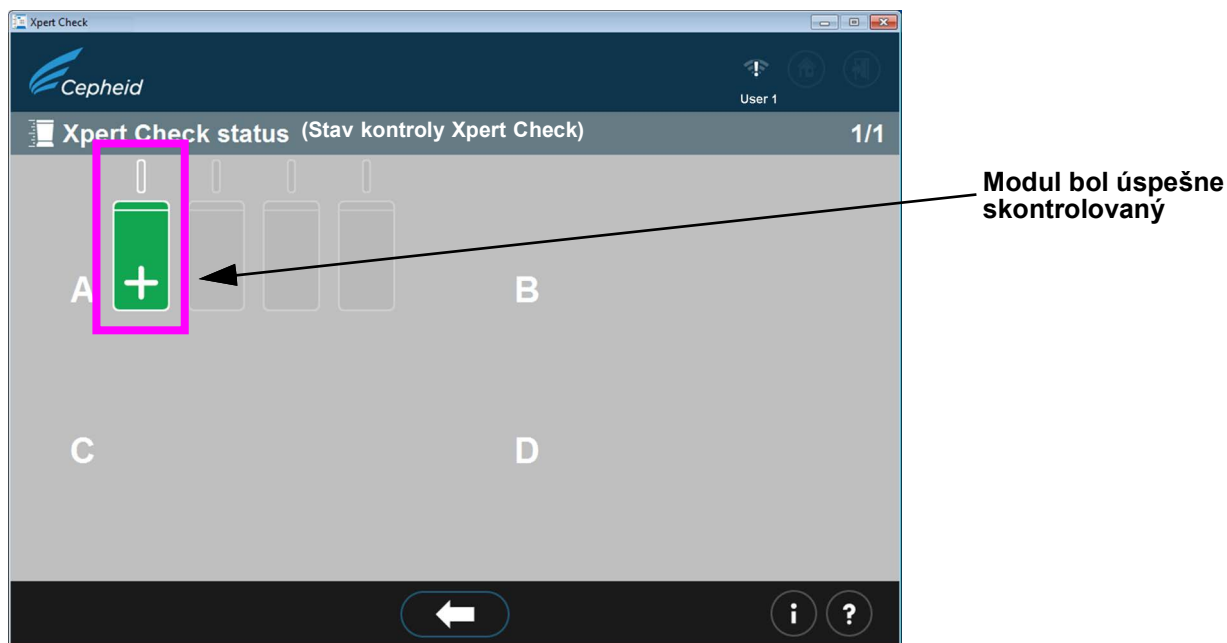 Xpert Check
Cepheid
User 1
Xpert Check status (Stav kontroly Xpert Check) 1/1
Modul bol úspešne
skontrolovaný
A B
C D
i ?